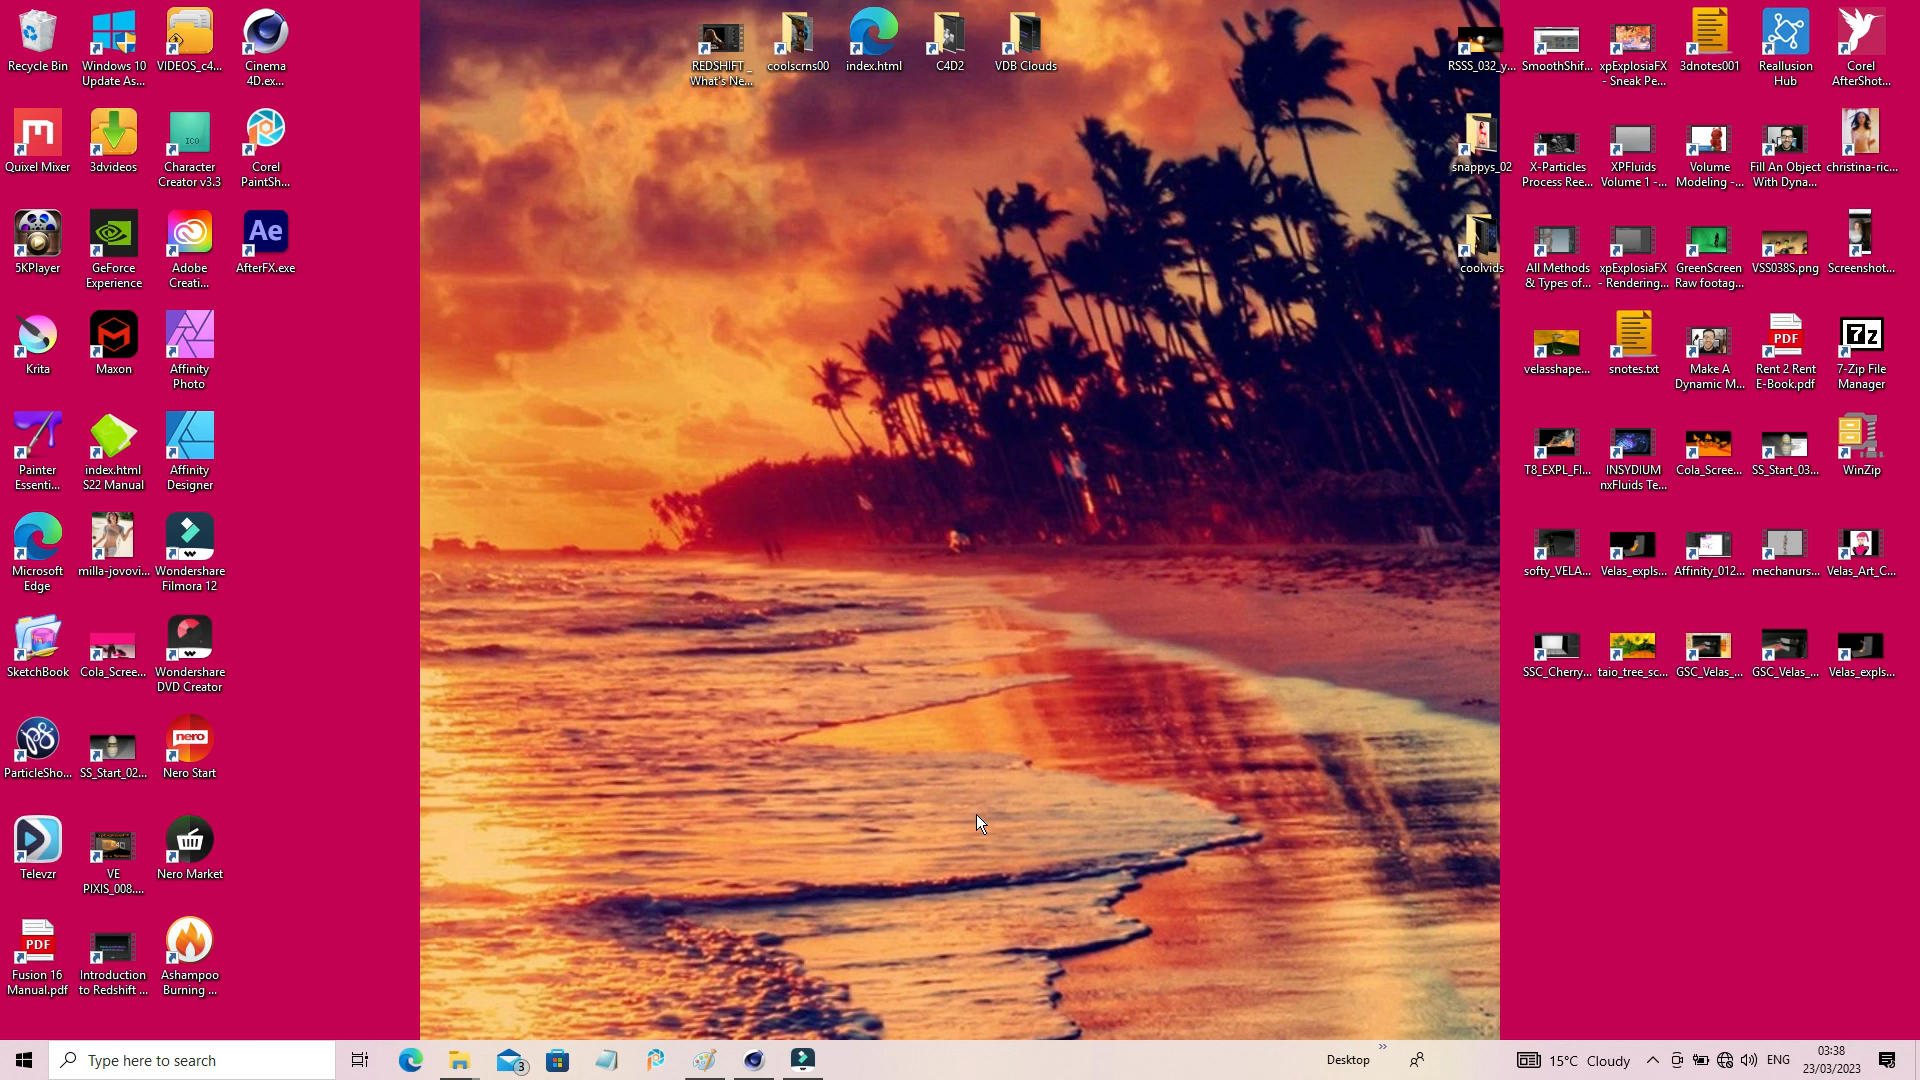 Recycle Bin
Windows 10
Update As...
VIDEOS_c4...
Cinema
4D.ex...
REDSHIFT _
What's Ne...
coolscrns00
index.html
C4D2
VDB Clouds
RSSS_032_y...
SmoothShif...
xpExplosiaFX
- Sneak Pe...
3dnotes001
Reallusion
Hub
Corel
AfterShot...
Quixel Mixer
3dvideos
ICO
Character
Creator v3.3
Corel
PaintSh...
snappys_02
X-Particles
Process Ree...
XPFluids
Volume 1 -...
Volume
Modeling -...
Fill An Object
With Dyna...
christina-ric...
5KPlayer
GeForce
Experience
Adobe
Creati...
Ae
AfterFX.exe
coolvids
All Methods
& Types of...
xpExplosiaFX
- Rendering...
GreenScreen
Raw footag...
VSS038S.png
Screenshot...
Krita
Maxon
Affinity
Photo
velasshape...
snotes.txt
Make A
Dynamic M...
PDF
Rent 2 Rent
E-Book.pdf
7z
7-Zip File
Manager
Painter
Essenti...
index.html
S22 Manual
Affinity
Designer
T8_EXPL_Fl...
INSYDIUM
nxFluids Te...
Cola_Scree...
SS_Start_03...
WinZip
Microsoft
Edge
milla-jovovi...
Wondershare
Filmora 12
softy_VELA...
Velas_expls...
Affinity_012...
mechanurs...
Velas_Art_C...
SketchBook
Cola_Scree...
Wondershare
DVD Creator
SSC_Cherry...
taio_tree_sc...
GSC_Velas_...
GSC_Velas_...
Velas_expls...
ParticleSho...
SS_Start_02...
nero
Nero Start
Televzr
VE
PIXIS_008....
Nero Market
PDF
Fusion 16
Manual.pdf
Introduction
to Redshift ...
Ashampoo
Burning ...
Type here to search
3
Desktop
15°C Cloudy
ENG
03:38
23/03/2023